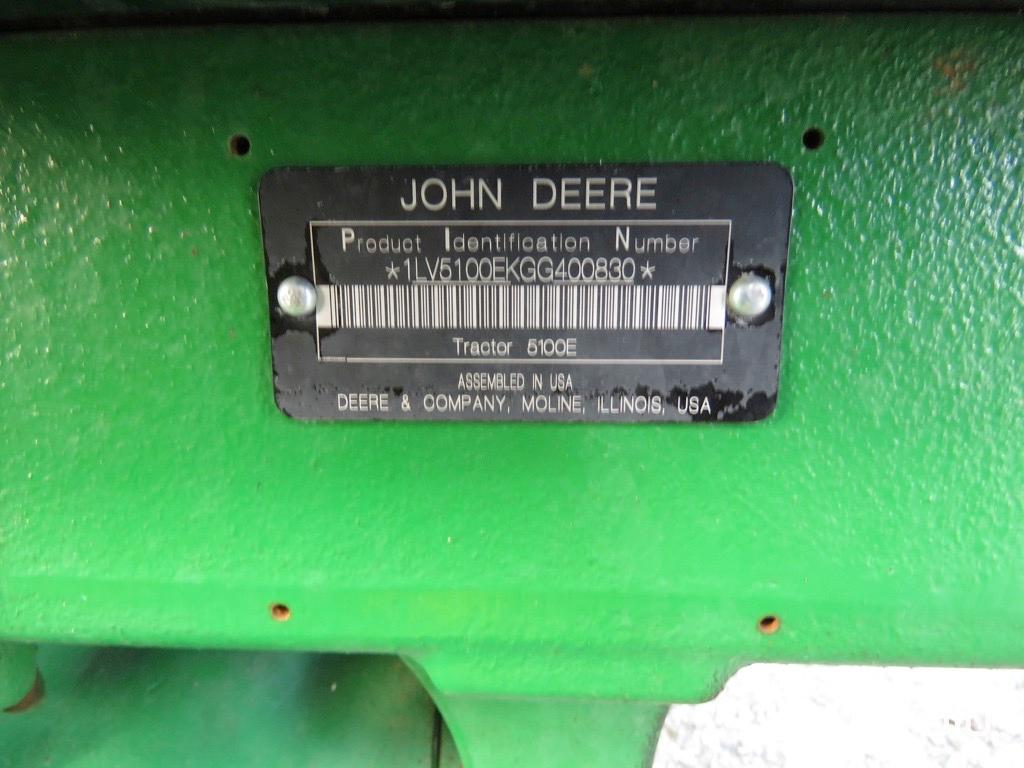 JOHN DEERE
Product Identification Number
*1LV5100EKGG400830*
Tractor 5100E
ASSEMBLED IN USA
DEERE & COMPANY, MOLINE, ILLINOIS, USA